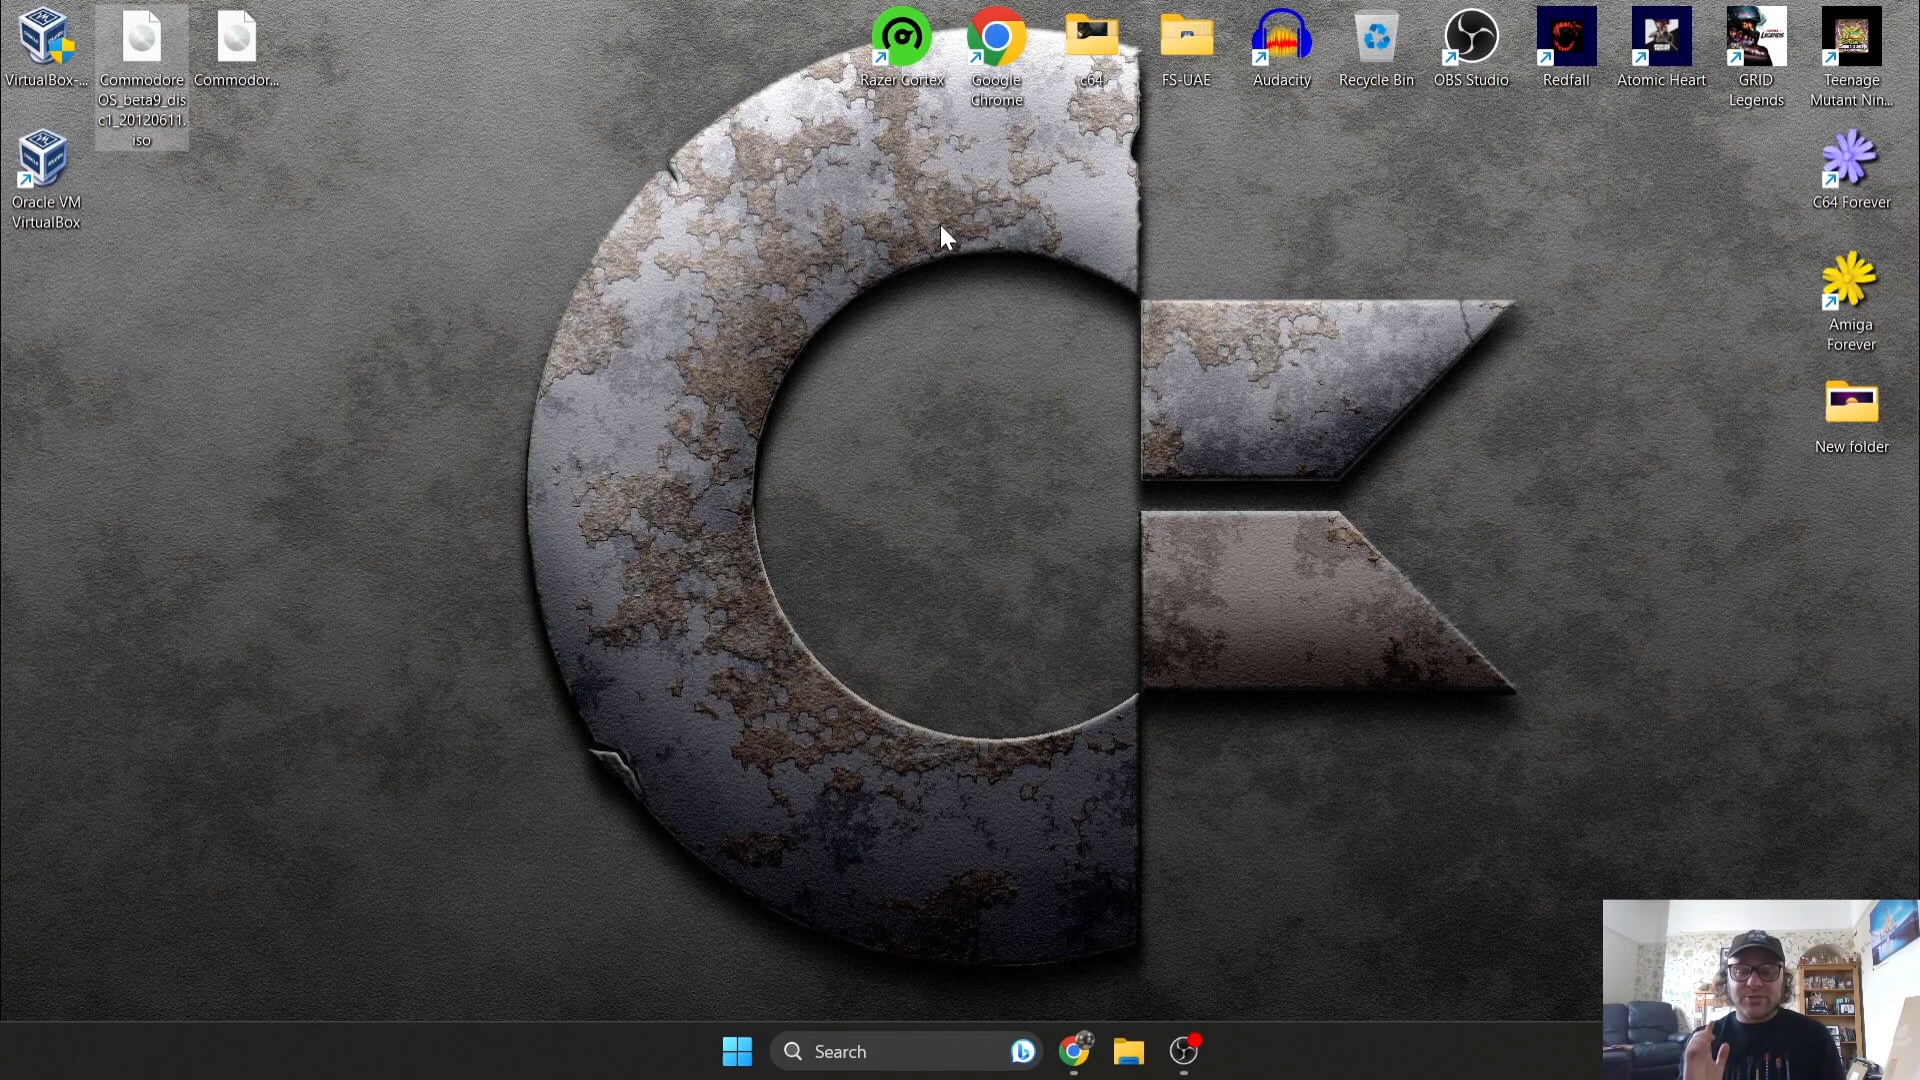 VirtualBox-...
Commodore
OS_beta9_dis
c1_20120611.
iso
Commodor...
Razer Cortex
Google
Chrome
c64
FS-UAE
Audacity
Recycle Bin
OBS Studio
Redfall
Atomic Heart
GRID
Legends
Teenage
Mutant Nin...
Oracle VM
VirtualBox
C64 Forever
Amiga
Forever
New folder
Search